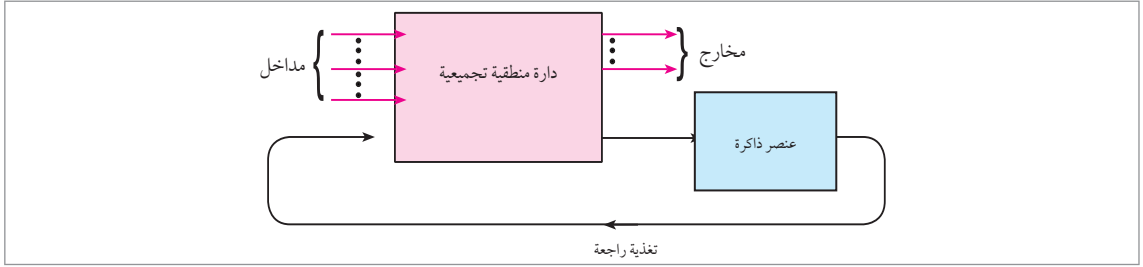 مخارج
دارة منطقية تجميعية
مداخل
عنصر ذاكرة
تغذية راجعة